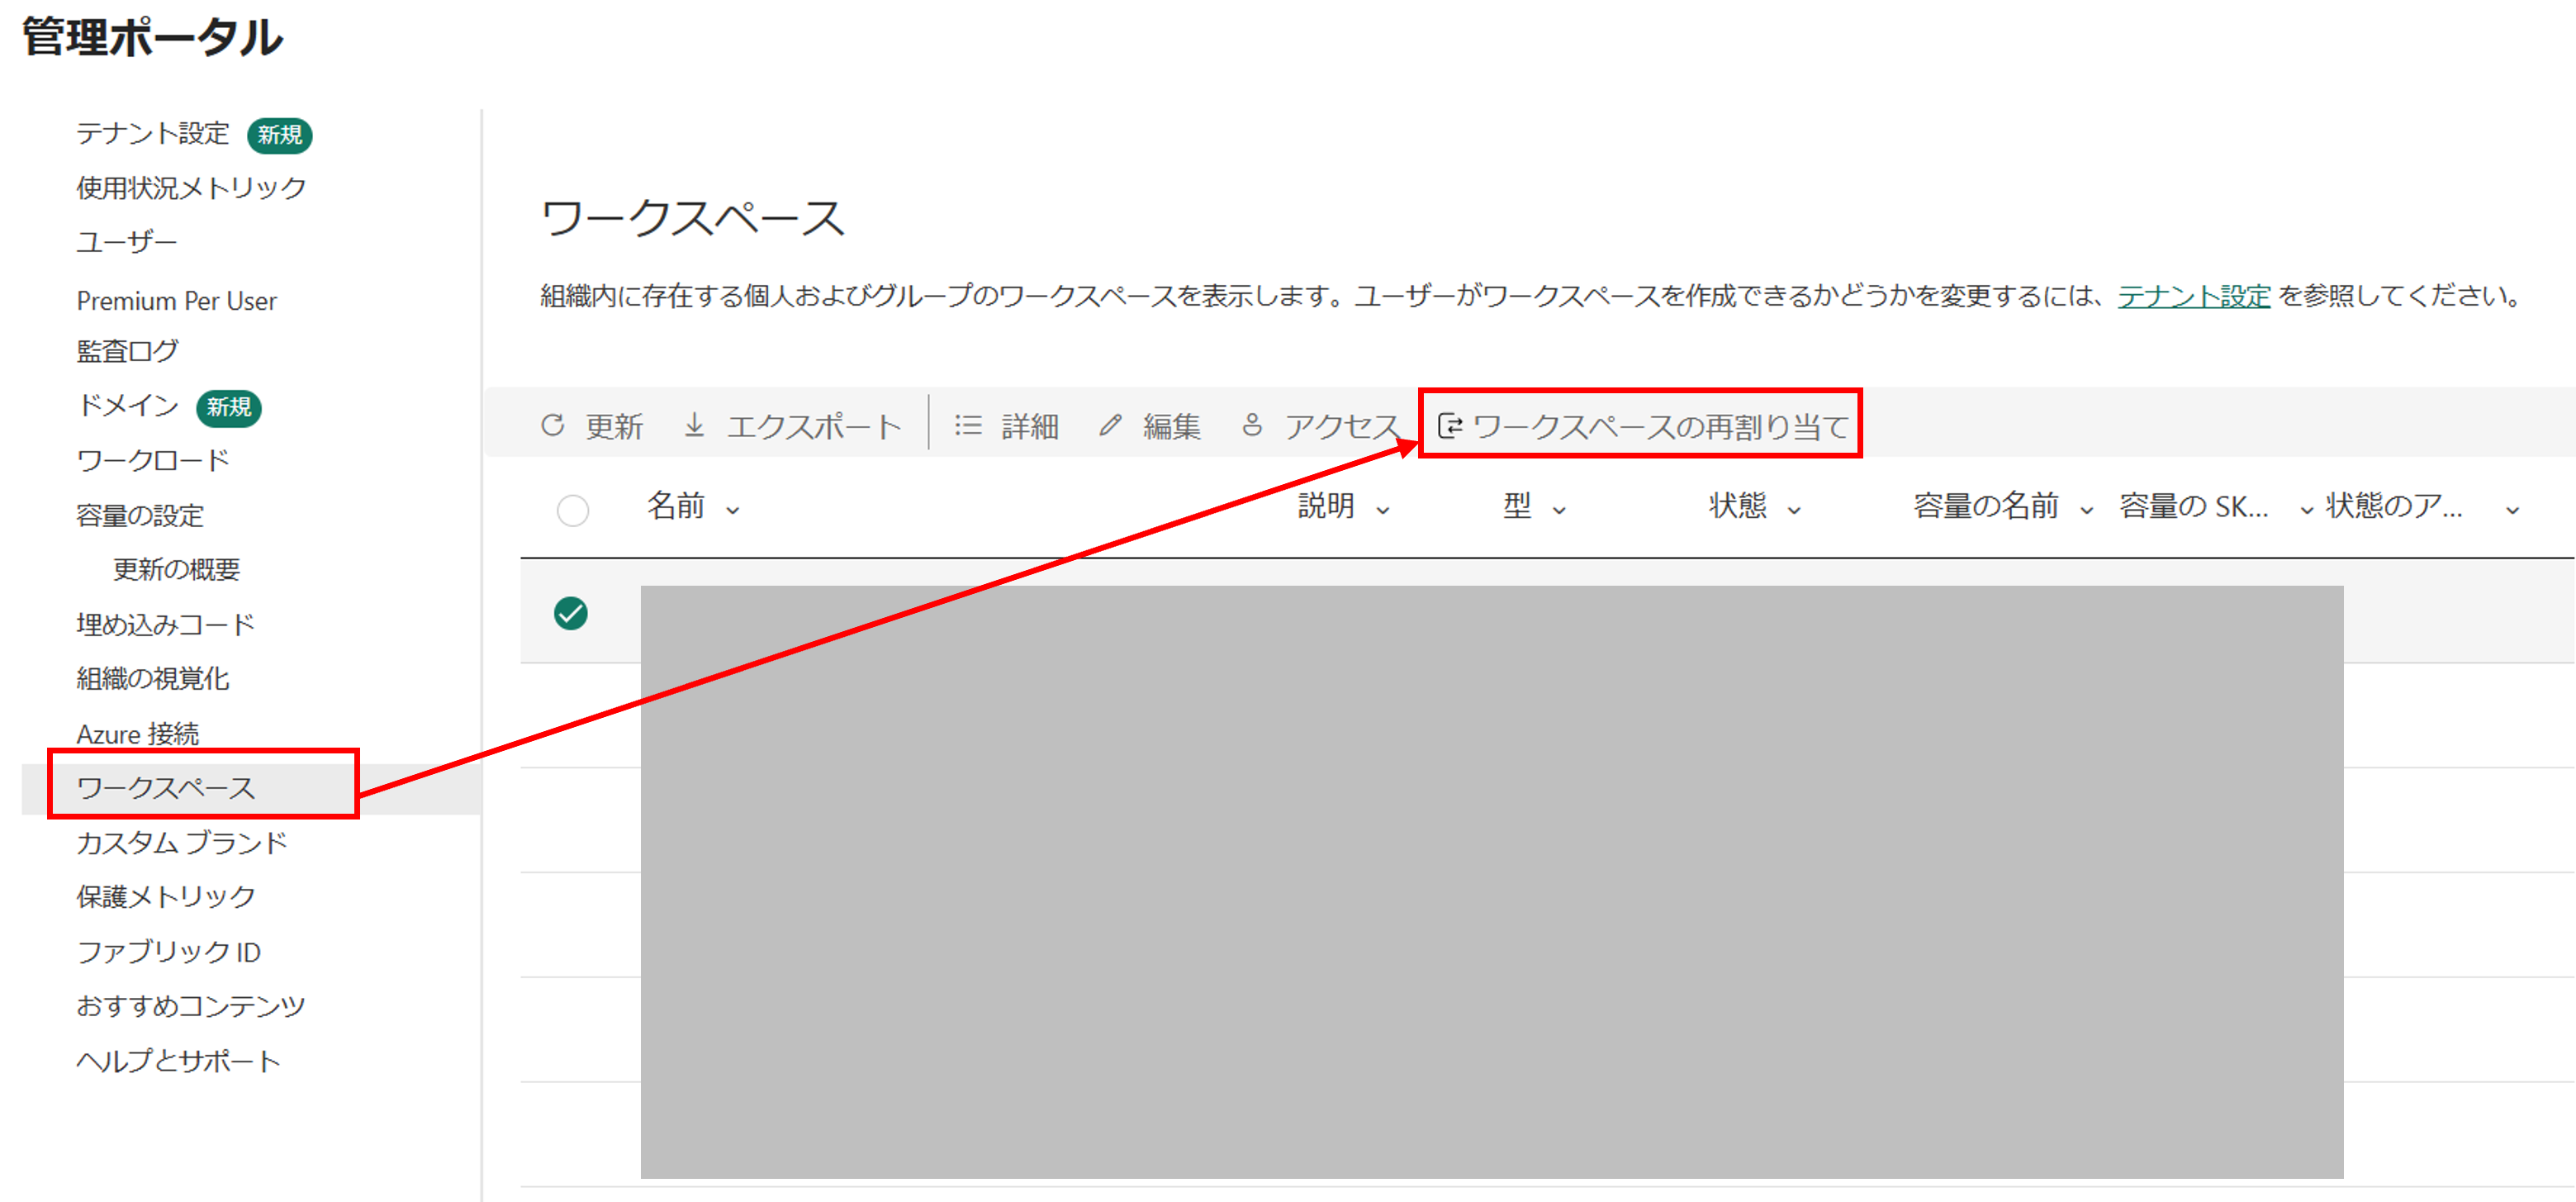 管理ポータル
テナント設定 新規
使用状況メトリック
ユーザー
Premium Per User
監査ログ
ドメイン 新規
ワークロード
容量の設定
更新の概要
埋め込みコード
組織の視覚化
Azure 接続
ワークスペース
カスタム ブランド
保護メトリック
ファブリック ID
おすすめコンテンツ
ヘルプとサポート
ワークスペース
組織内に存在する個人およびグループのワークスペースを表示します。ユーザーがワークスペースを作成できるかどうかを変更するには、テナント設定 を参照してください。
更新 エクスポート 詳細 編集 アクセス ワークスペースの再割り当て
名前 説明 型 状態 容量の名前 容量の SK... 状態のア...